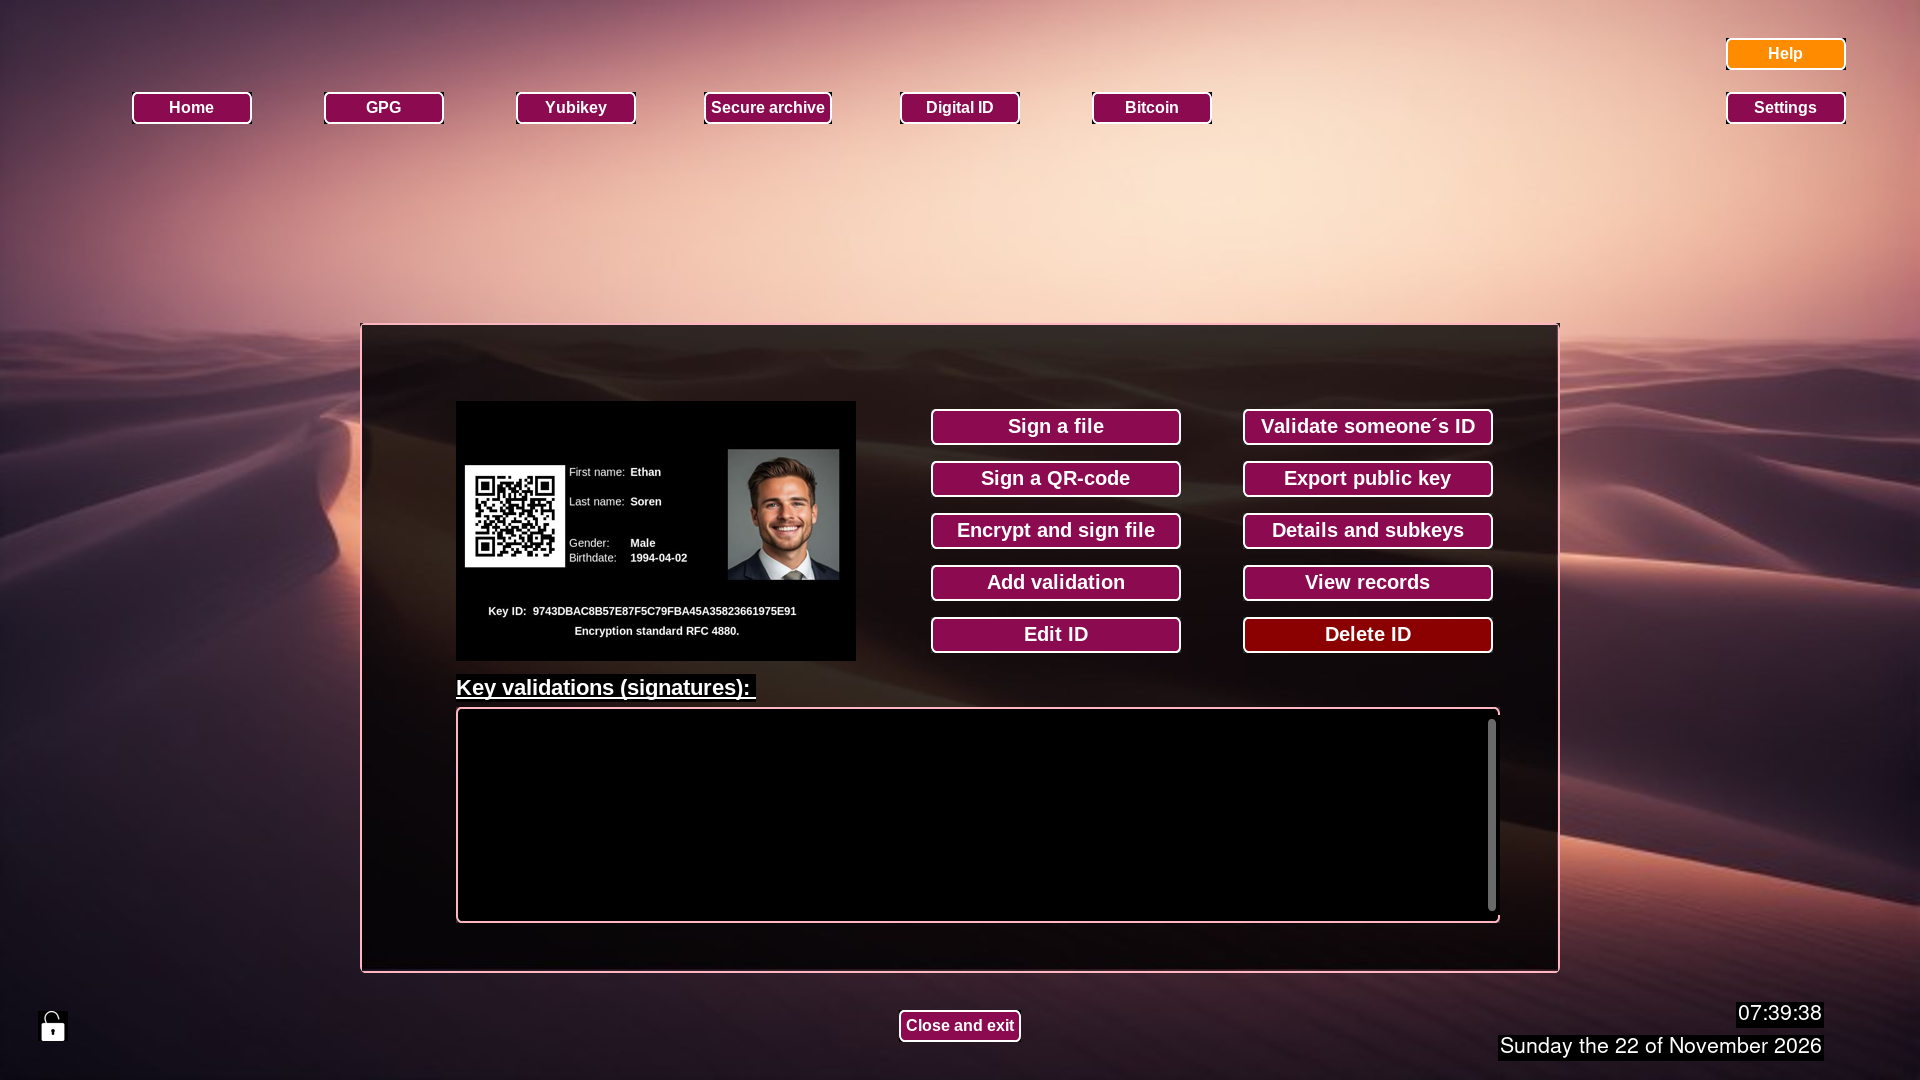 Help
Home
GPG
Yubikey
Secure archive
Digital ID
Bitcoin
Settings
First name: Ethan
Last name: Soren
Gender: Male
Birthdate: 1994-04-02
Key ID: 9743DBAC8B57E87F5C79FBA45A35823661975E91
Encryption standard RFC 4880.
Sign a file
Validate someone´s ID
Sign a QR-code
Export public key
Encrypt and sign file
Details and subkeys
Add validation
View records
Edit ID
Delete ID
Key validations (signatures):
Close and exit
07:39:38
Sunday the 22 of November 2026